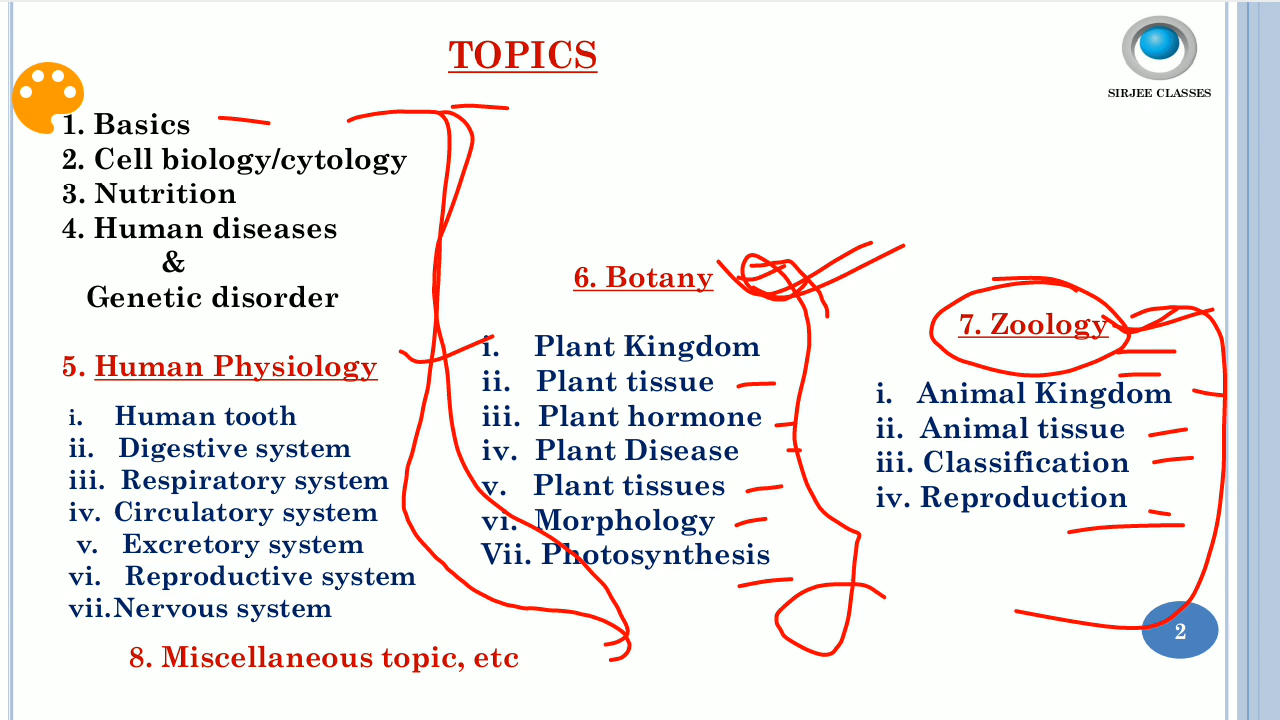 TOPICS
SIRJEE CLASSES
1. Basics
2. Cell biology/cytology
3. Nutrition
4. Human diseases
&
Genetic disorder
5. Human Physiology
i. Human tooth
ii. Digestive system
iii. Respiratory system
iv. Circulatory system
v. Excretory system
vi. Reproductive system
vii.Nervous system
6. Botany
i. Plant Kingdom
ii. Plant tissue
iii. Plant hormone
iv. Plant Disease
v. Plant tissues
vi. Morphology
Vii. Photosynthesis
7. Zoology
i. Animal Kingdom
ii. Animal tissue
iii. Classification
iv. Reproduction
8. Miscellaneous topic, etc
2